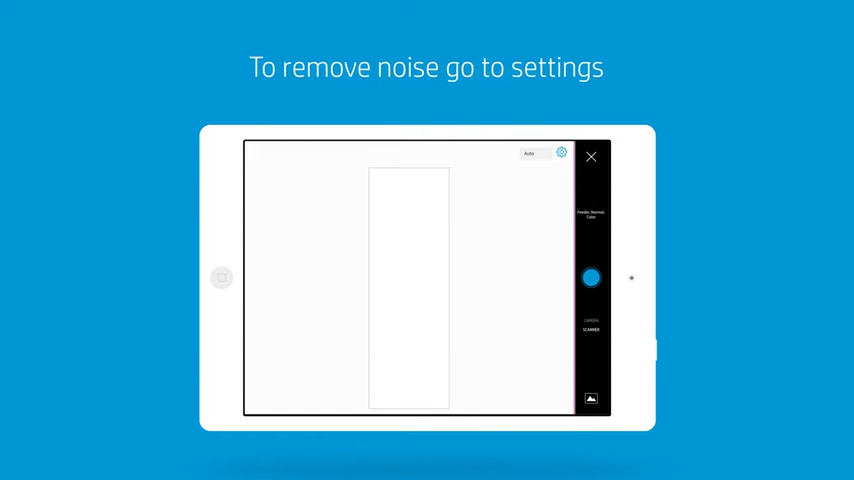 To remove noise go to settings
Auto
Feeder, Normal,
Color
CAMERA
SCANNER